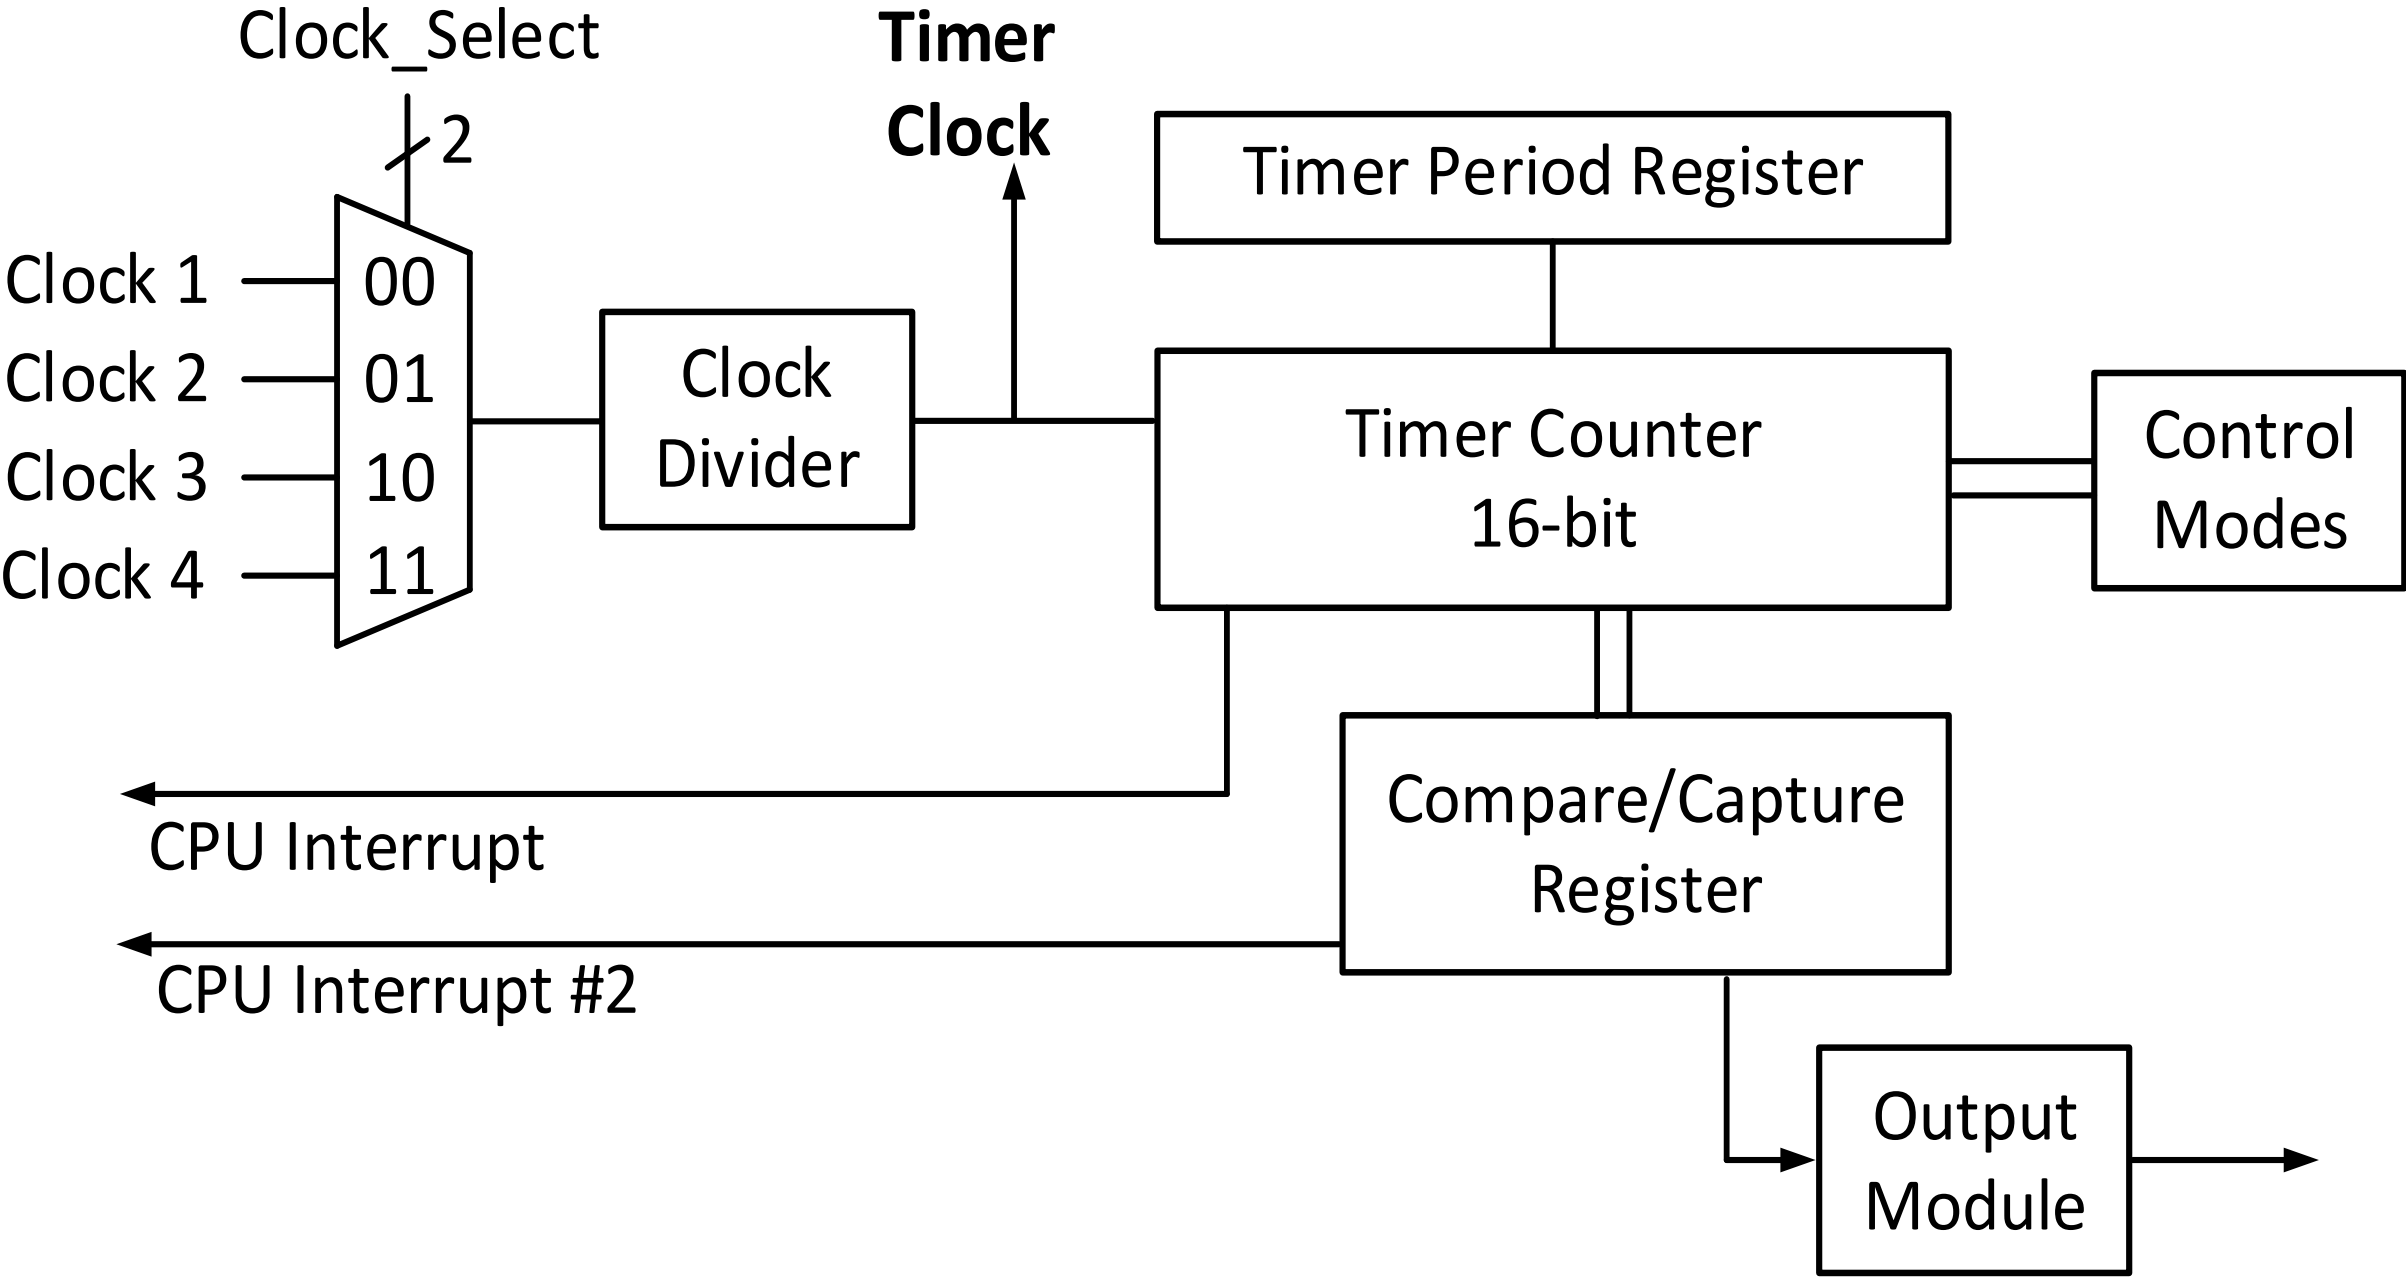 Clock_Select
2
Timer
Clock
Timer Period Register
Clock 1
00
Clock 2
01
Clock 3
10
Clock 4
11
Clock
Divider
Timer Counter
16-bit
Control
Modes
Compare/Capture
Register
CPU Interrupt
CPU Interrupt #2
Output
Module